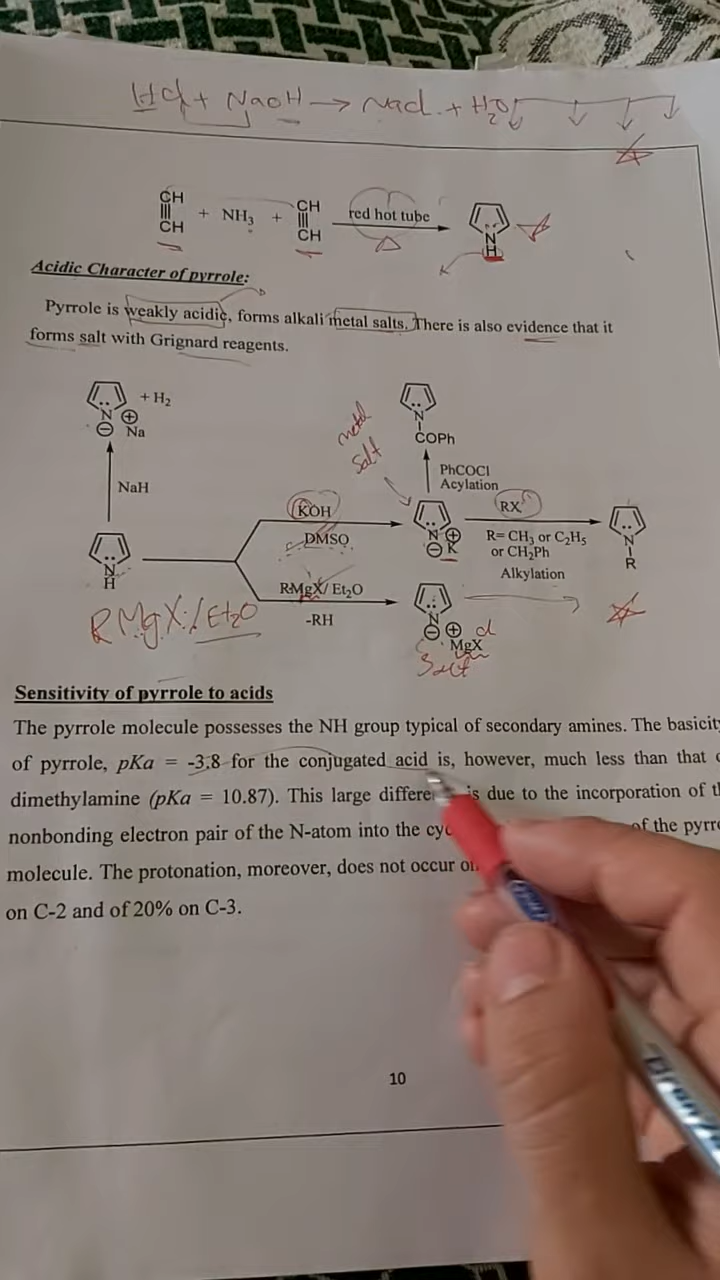 HCl + NaOH → NaCl + H2O
CH
CH
+ NH3 +
CH
CH
red hot tube
N
H
Acidic Character of pyrrole:
Pyrrole is weakly acidic, forms alkali metal salts. There is also evidence that it
forms salt with Grignard reagents.
+ H2
N
⊖ ⊕ Na
NaH
N
H
metal
salt
N
COPh
PhCOCl
Acylation
KOH
DMSO
N
⊖ ⊕ K
RX
R= CH3 or C2H5
or CH2Ph
Alkylation
N
R
RMgX/ Et2O
-RH
RMgX / Et2O
N
⊖ ⊕
MgX
Salt
Sensitivity of pyrrole to acids
The pyrrole molecule possesses the NH group typical of secondary amines. The basicity
of pyrrole, pKa = -3.8 for the conjugated acid is, however, much less than that
dimethylamine (pKa = 10.87). This large is due to the incorporation of
nonbonding electron pair of the N-atom into the of the
molecule. The protonation, moreover, does not occur
on C-2 and of 20% on C-3.
10